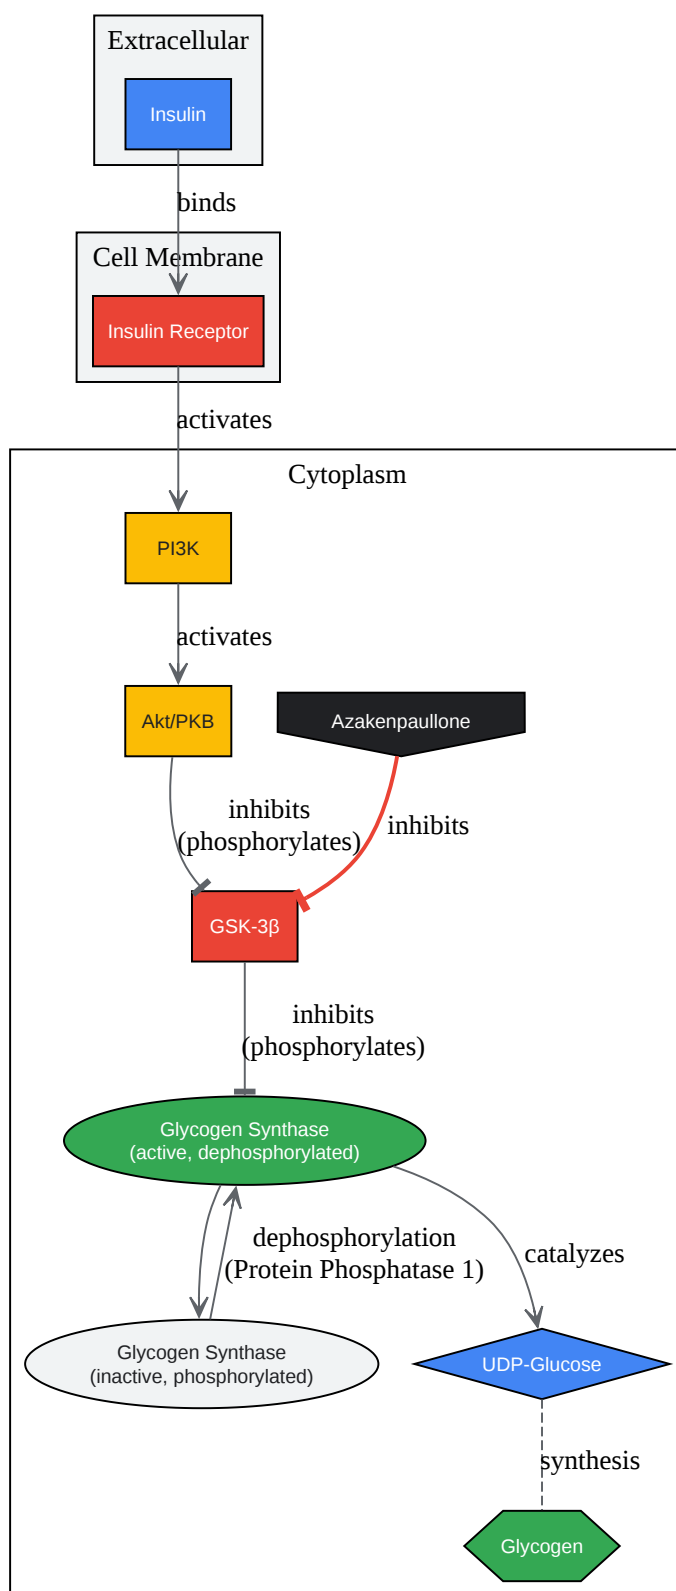 Extracellular
Insulin
binds
Cell Membrane
Insulin Receptor
activates
Cytoplasm
PI3K
activates
Akt/PKB
Azakenpaullone
inhibits
(phosphorylates)
inhibits
GSK-3β
inhibits
(phosphorylates)
Glycogen Synthase
(active, dephosphorylated)
dephosphorylation
(Protein Phosphatase 1)
catalyzes
Glycogen Synthase
(inactive, phosphorylated)
UDP-Glucose
synthesis
Glycogen